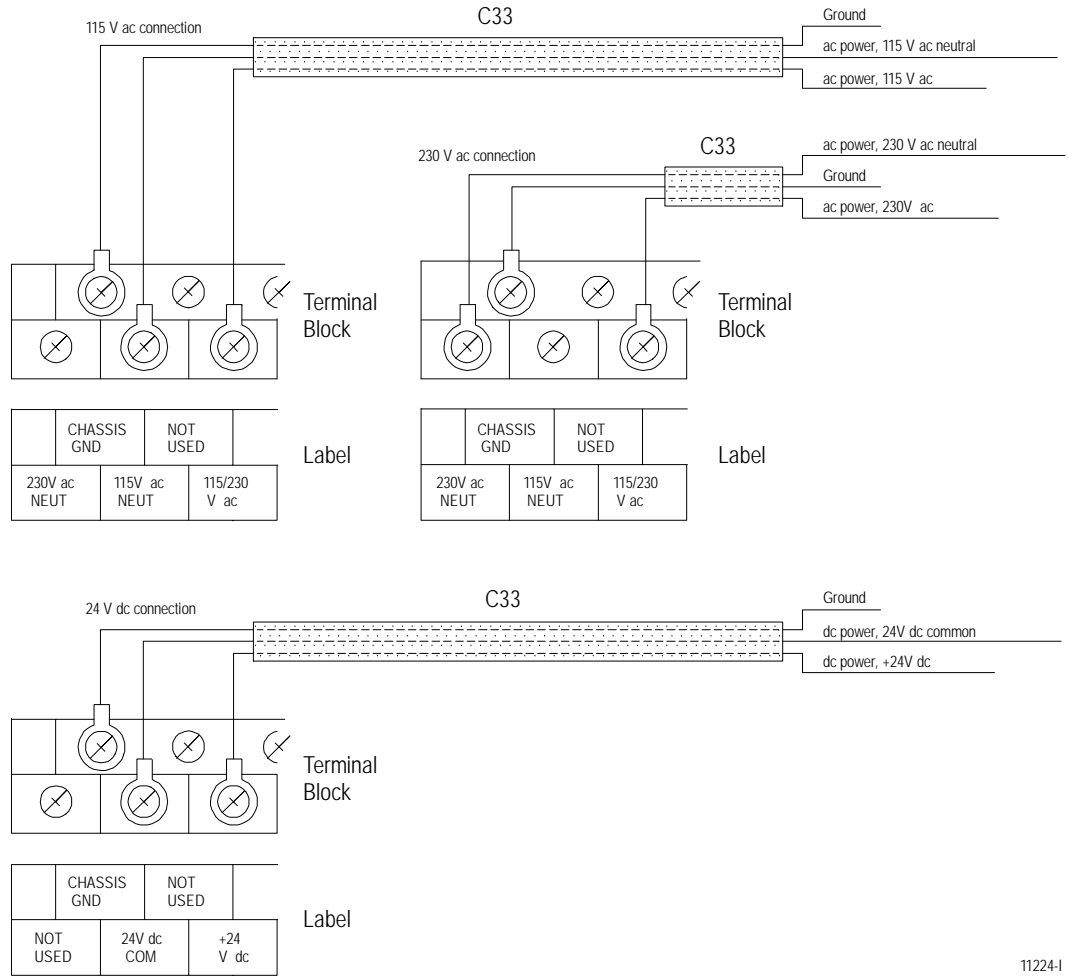 115 V ac connection
C33
Ground
ac power, 115 V ac neutral
ac power, 115 V ac
230 V ac connection
C33
ac power, 230 V ac neutral
Ground
ac power, 230V ac
Terminal
Block
Terminal
Block
CHASSIS
GND
NOT
USED
230V ac
NEUT
115V ac
NEUT
115/230
V ac
Label
CHASSIS
GND
NOT
USED
230V ac
NEUT
115V ac
NEUT
115/230
V ac
Label
24 V dc connection
C33
Ground
dc power, 24V dc common
dc power, +24V dc
Terminal
Block
CHASSIS
GND
NOT
USED
NOT
USED
24V dc
COM
+24
V dc
Label
11224-I